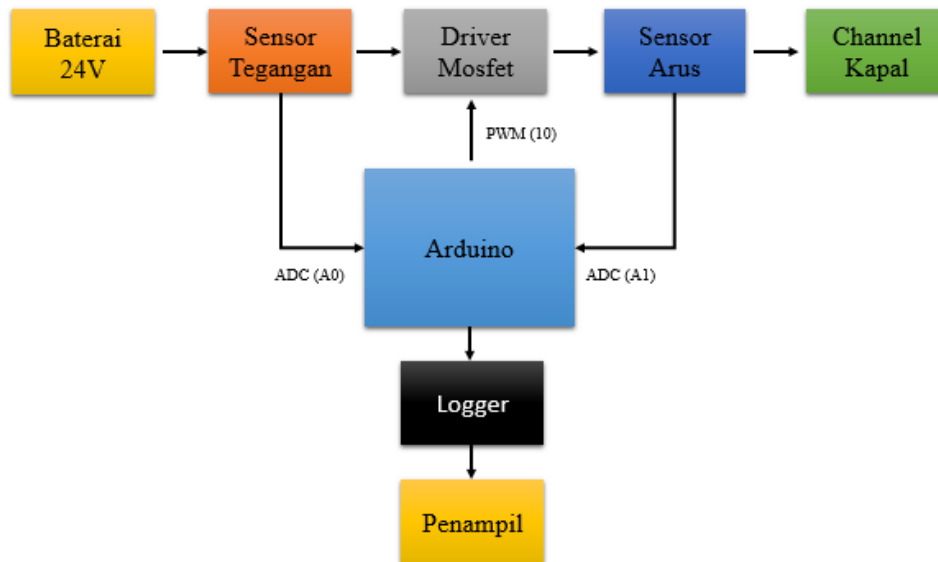 Baterai
24V
Sensor
Tegangan
Driver
Mosfet
Sensor
Arus
Channel
Kapal
PWM (10)
Arduino
ADC (A0)
ADC (A1)
Logger
Penampil